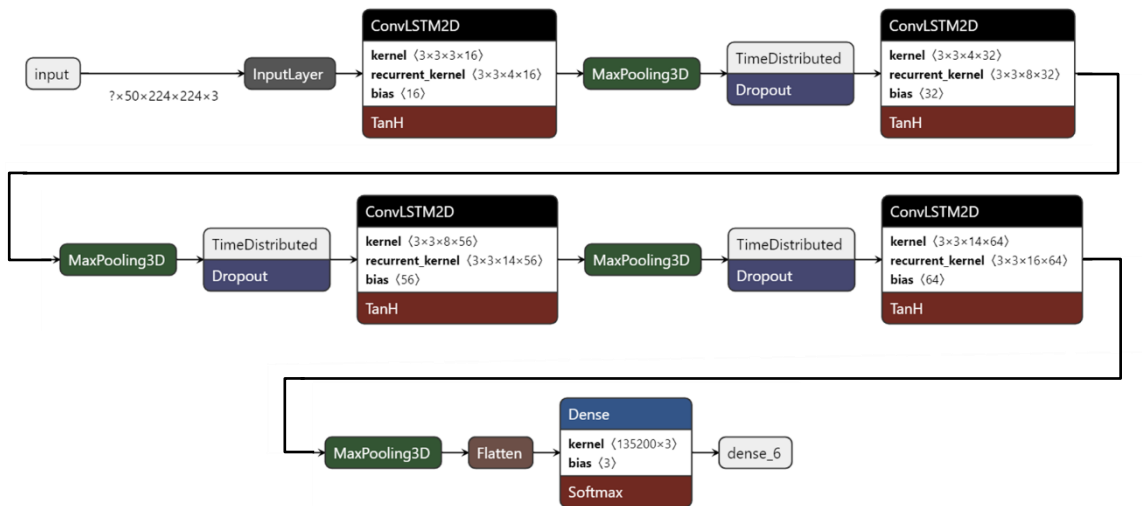 input
?×50×224×224×3
InputLayer
ConvLSTM2D
kernel ⟨3×3×3×16⟩
recurrent_kernel ⟨3×3×4×16⟩
bias ⟨16⟩
TanH
MaxPooling3D
TimeDistributed
Dropout
ConvLSTM2D
kernel ⟨3×3×4×32⟩
recurrent_kernel ⟨3×3×8×32⟩
bias ⟨32⟩
TanH
MaxPooling3D
TimeDistributed
Dropout
ConvLSTM2D
kernel ⟨3×3×8×56⟩
recurrent_kernel ⟨3×3×14×56⟩
bias ⟨56⟩
TanH
MaxPooling3D
TimeDistributed
Dropout
ConvLSTM2D
kernel ⟨3×3×14×64⟩
recurrent_kernel ⟨3×3×16×64⟩
bias ⟨64⟩
TanH
MaxPooling3D
Flatten
Dense
kernel ⟨135200×3⟩
bias ⟨3⟩
Softmax
dense_6